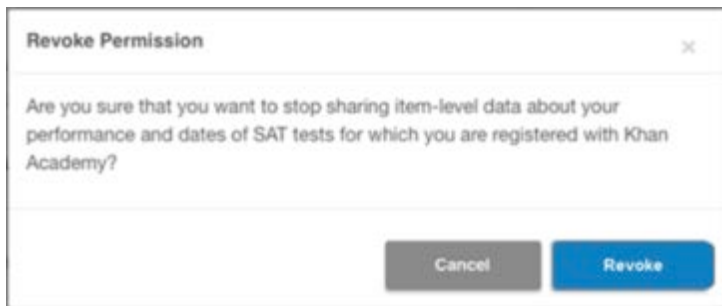 Revoke Permission
×
Are you sure that you want to stop sharing item-level data about your
performance and dates of SAT tests for which you are registered with Khan
Academy?
Cancel Revoke